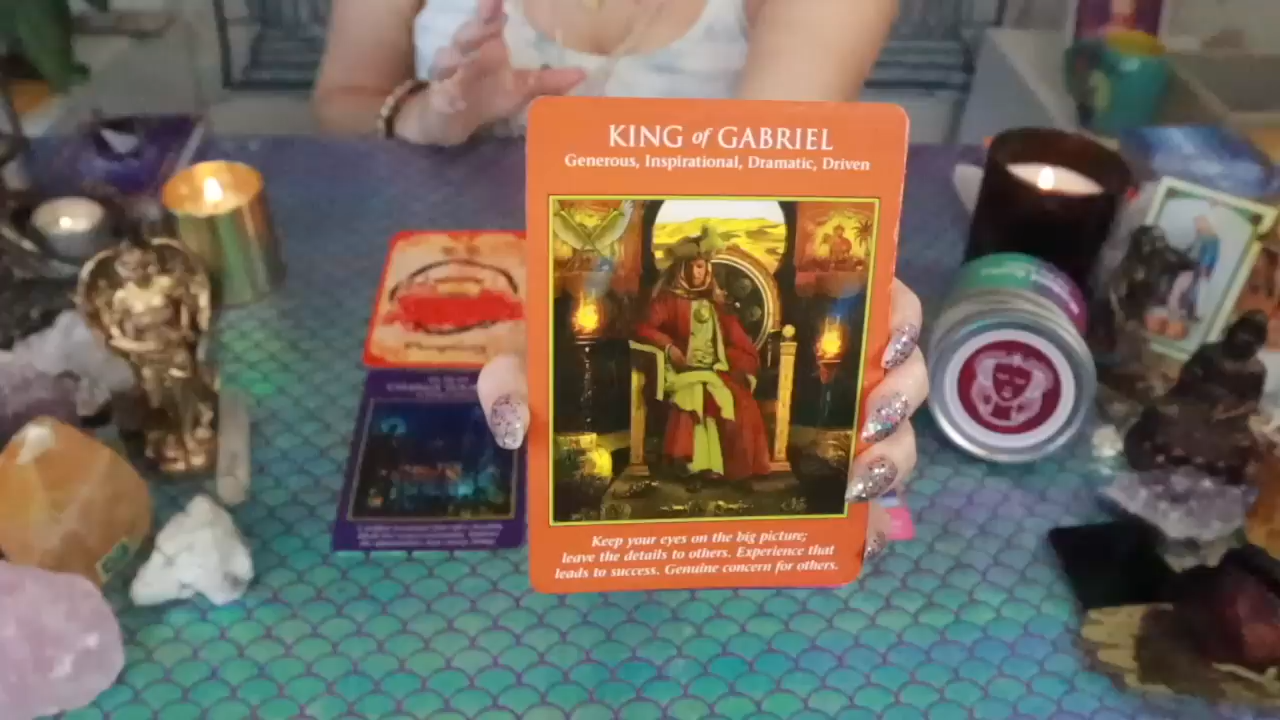 KING of GABRIEL
Generous, Inspirational, Dramatic, Driven
Keep your eyes on the big picture;
leave the details to others. Experience that
leads to success. Genuine concern for others.